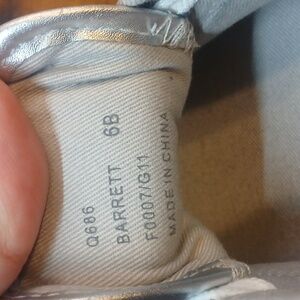 Q686
BARRETT 6B
F0007/G11
MADE IN CHINA